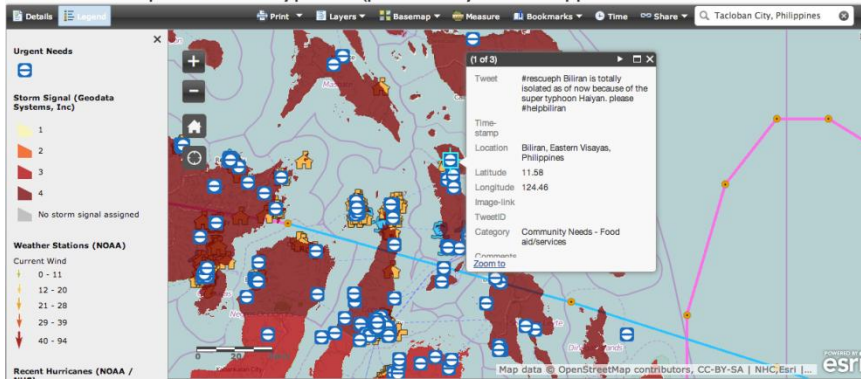 Details Legend Print Layers Basemap Measure Bookmarks Time Share Tacloban City, Philippines
Urgent Needs
Storm Signal (Geodata
Systems, Inc)
1
2
3
4
No storm signal assigned
Weather Stations (NOAA)
Current Wind
0 - 11
12 - 20
21 - 28
29 - 39
40 - 94
Recent Hurricanes (NOAA /
(1 of 3)
Tweet #rescueph Biliran is totally
isolated as of now because of the
super typhoon Haiyan. please
#helpbiliran
Time-
stamp
Location Biliran, Eastern Visayas,
Philippines
Latitude 11.58
Longitude 124.46
Image-link
TweetID
Category Community Needs - Food
aid/services
Comments
Zoom to
Map data © OpenStreetMap contributors, CC-BY-SA | NHC, Esri |...
POWERED BY
esri